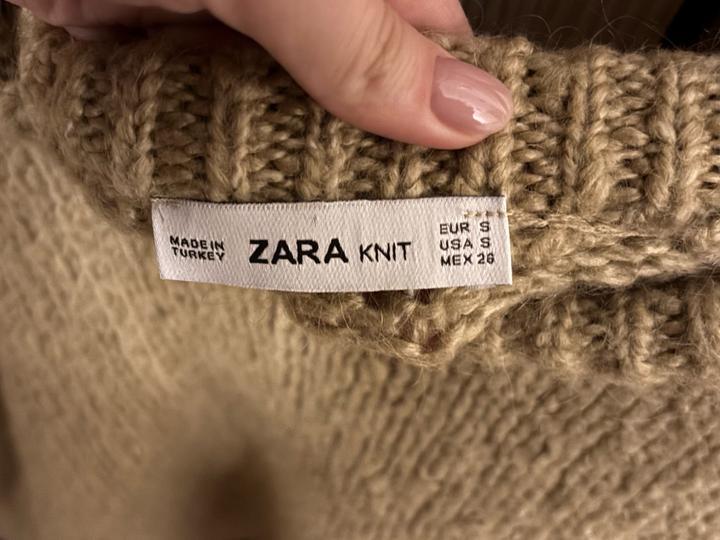 MADE IN
TURKEY
ZARA KNIT
EUR S
USA S
MEX 26